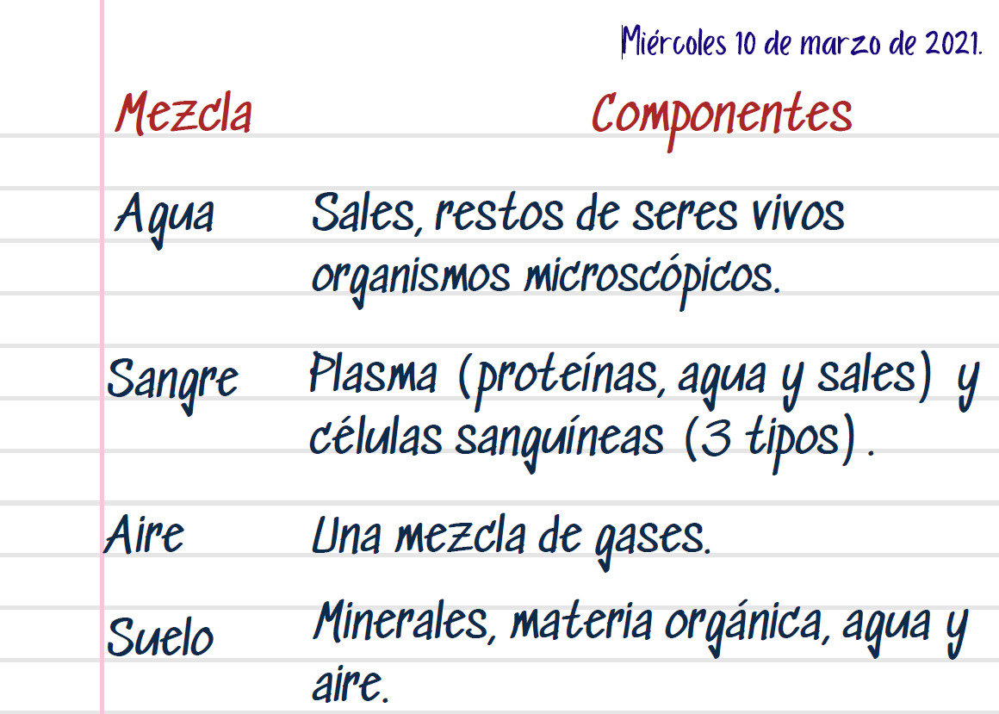 Miércoles 10 de marzo de 2021.
Mezcla Componentes
Agua Sales, restos de seres vivos
organismos microscópicos.
Sangre Plasma (proteínas, agua y sales) y
células sanguíneas (3 tipos) .
Aire Una mezcla de gases.
Suelo Minerales, materia orgánica, agua y
aire.